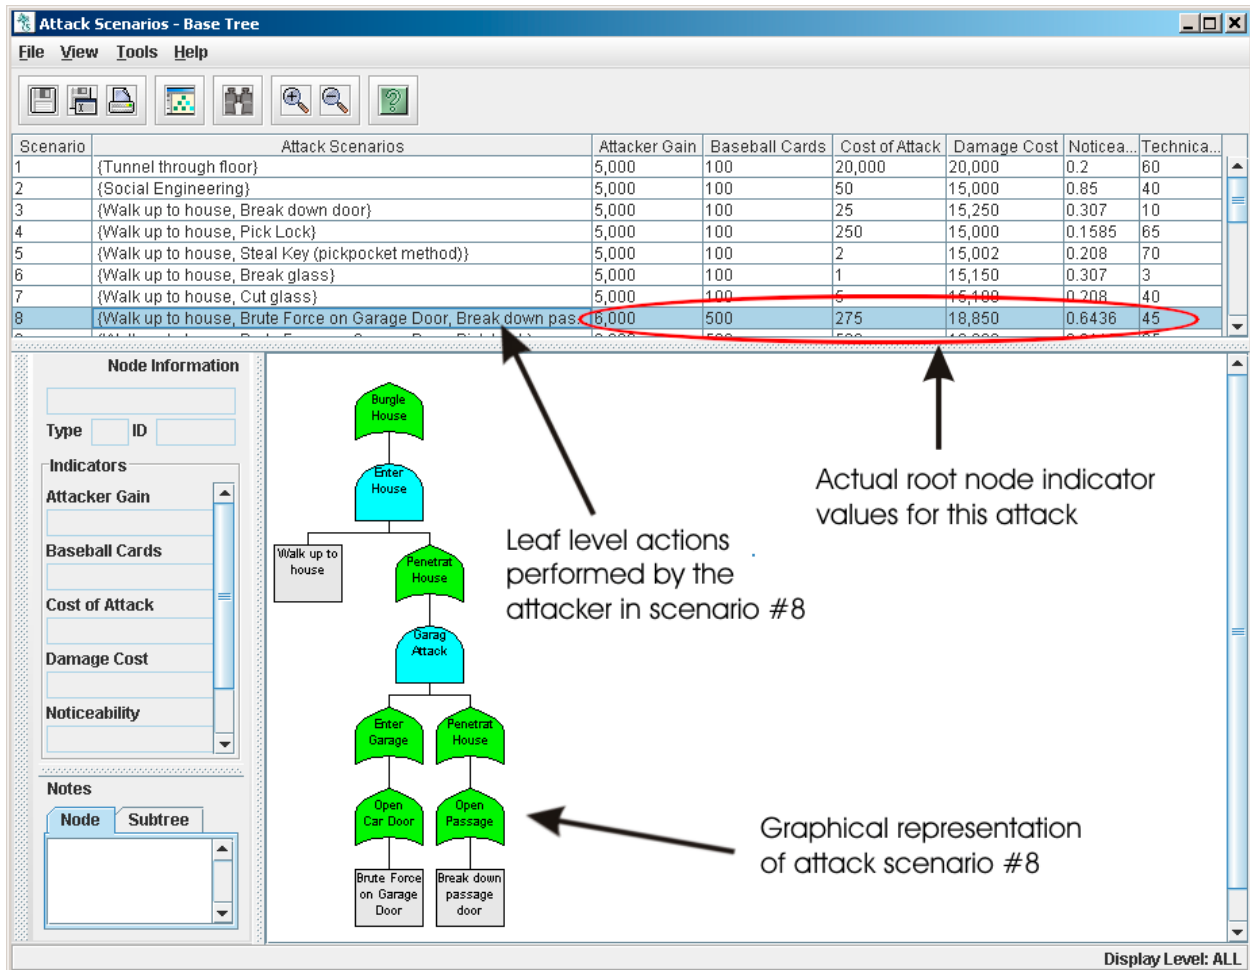 Attack Scenarios - Base Tree
File View Tools Help
Scenario Attack Scenarios Attacker Gain Baseball Cards Cost of Attack Damage Cost Noticea... Technica...
1 {Tunnel through floor} 5,000 100 20,000 20,000 0.2 60
2 {Social Engineering} 5,000 100 50 15,000 0.85 40
3 {Walk up to house, Break down door} 5,000 100 25 15,250 0.307 10
4 {Walk up to house, Pick Lock} 5,000 100 250 15,000 0.1585 65
5 {Walk up to house, Steal Key (pickpocket method)} 5,000 100 2 15,002 0.208 70
6 {Walk up to house, Break glass} 5,000 100 1 15,150 0.307 3
7 {Walk up to house, Cut glass} 5,000 100 5 15,100 0.208 40
8 {Walk up to house, Brute Force on Garage Door, Break down pas... 6,000 500 275 18,850 0.6436 45
Node Information
Type ID
Indicators
Attacker Gain
Baseball Cards
Cost of Attack
Damage Cost
Noticeability
Notes
Node Subtree
Burgle
House
Enter
House
Walk up to
house
Penetrat
House
Garag
Attack
Enter
Garage
Penetrat
House
Open
Car Door
Open
Passage
Brute Force
on Garage
Door
Break down
passage
door
Leaf level actions
performed by the
attacker in scenario #8
Actual root node indicator
values for this attack
Graphical representation
of attack scenario #8
Display Level: ALL